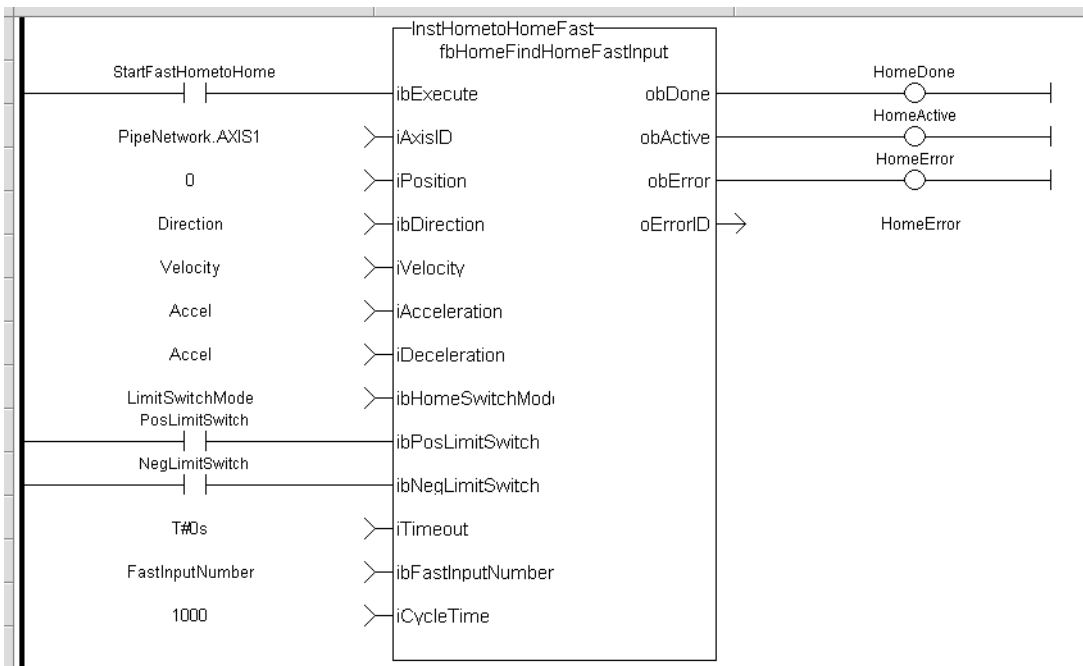 InstHometoHomeFast
fbHomeFindHomeFastInput
StartFastHometoHome
ibExecute
obDone
HomeDone
PipeNetwork.AXIS1
iAxisID
obActive
HomeActive
0
iPosition
obError
HomeError
Direction
ibDirection
oErrorID
HomeError
Velocity
iVelocity
Accel
iAcceleration
Accel
iDeceleration
LimitSwitchMode
ibHomeSwitchMod
PosLimitSwitch
ibPosLimitSwitch
NegLimitSwitch
ibNegLimitSwitch
T#0s
iTimeout
FastInputNumber
ibFastInputNumber
1000
iCycleTime